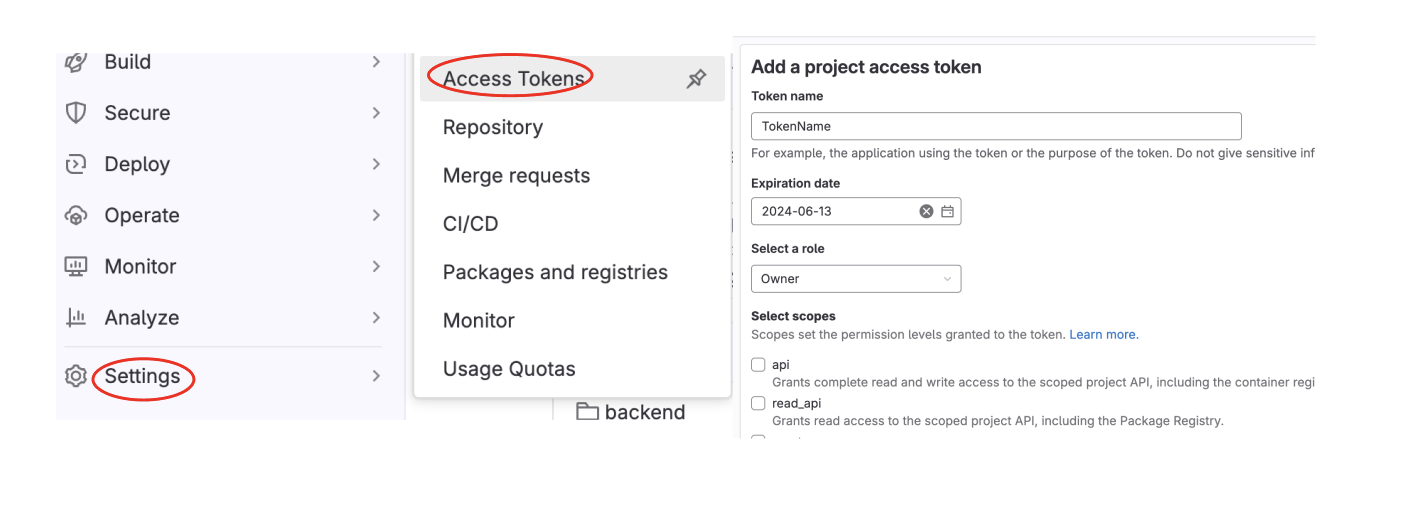 Build
Secure
Deploy
Operate
Monitor
Analyze
Settings
Access Tokens
Repository
Merge requests
CI/CD
Packages and registries
Monitor
Usage Quotas
backend
Add a project access token
Token name
TokenName
For example, the application using the token or the purpose of the token. Do not give sensitive inf
Expiration date
2024-06-13
Select a role
Owner
Select scopes
Scopes set the permission levels granted to the token. Learn more.
api
Grants complete read and write access to the scoped project API, including the container regi
read_api
Grants read access to the scoped project API, including the Package Registry.